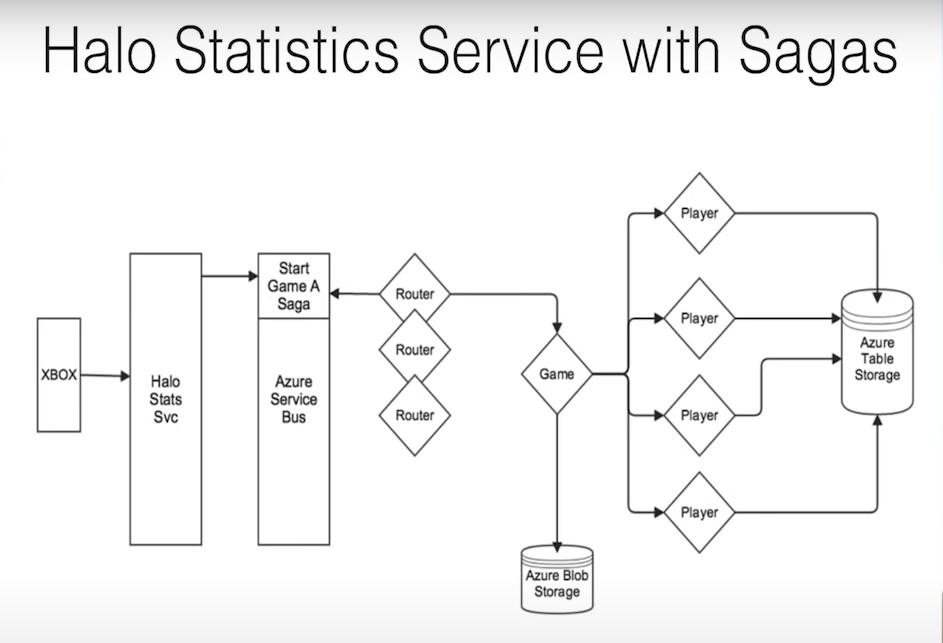 Halo Statistics Service with Sagas
XBOX
Halo
Stats
Svc
Start
Game A
Saga
Azure
Service
Bus
Router
Router
Router
Game
Azure Blob
Storage
Player
Player
Player
Player
Azure
Table
Storage